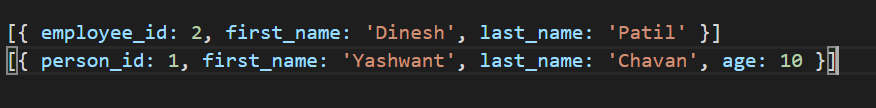 [{ employee_id: 2, first_name: 'Dinesh', last_name: 'Patil' }]
[{ person_id: 1, first_name: 'Yashwant', last_name: 'Chavan', age: 10 }]